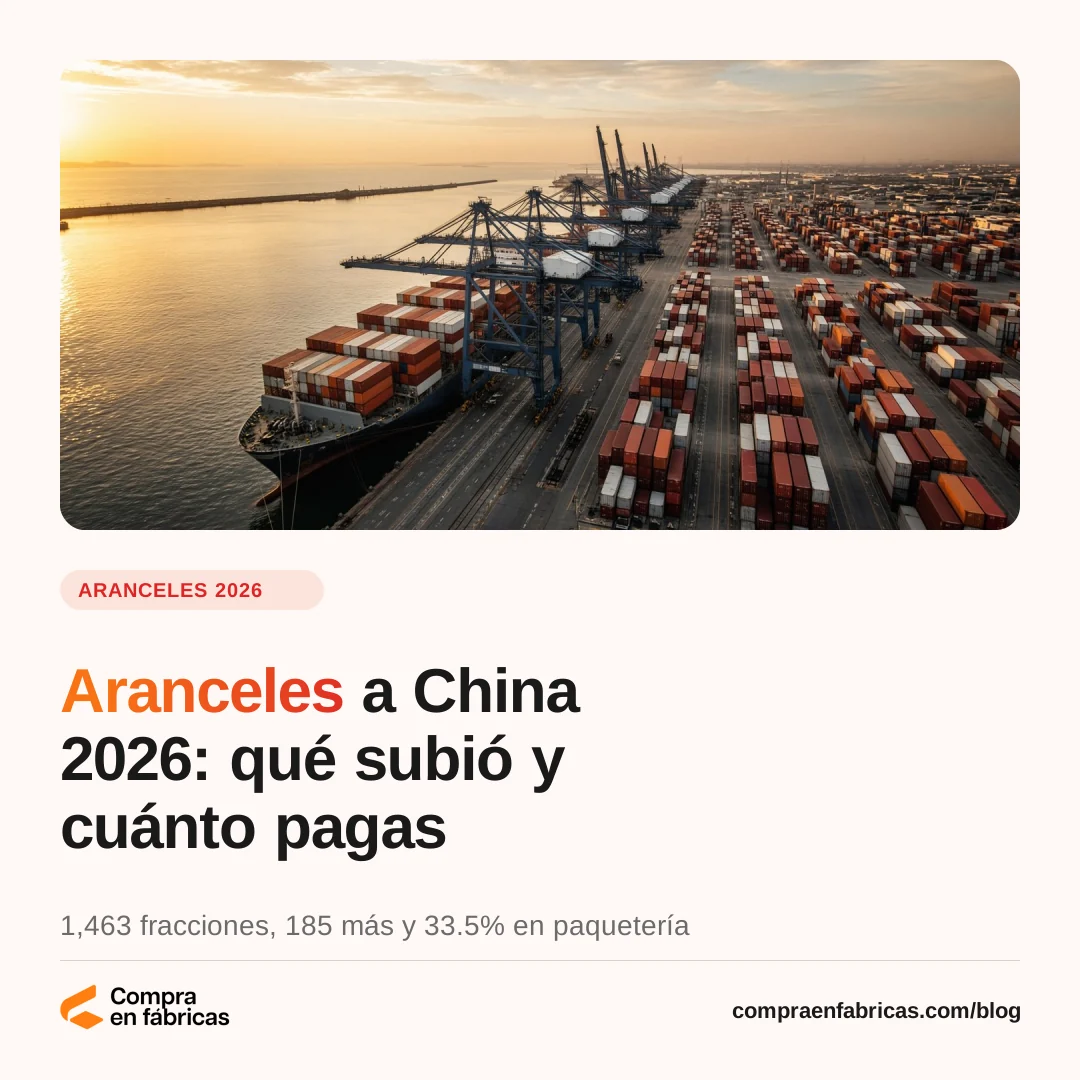 ARANCELES 2026
Aranceles a China
2026: qué subió y
cuánto pagas
1,463 fracciones, 185 más y 33.5% en paquetería
Compra
en fábricas
compraenfabricas.com/blog